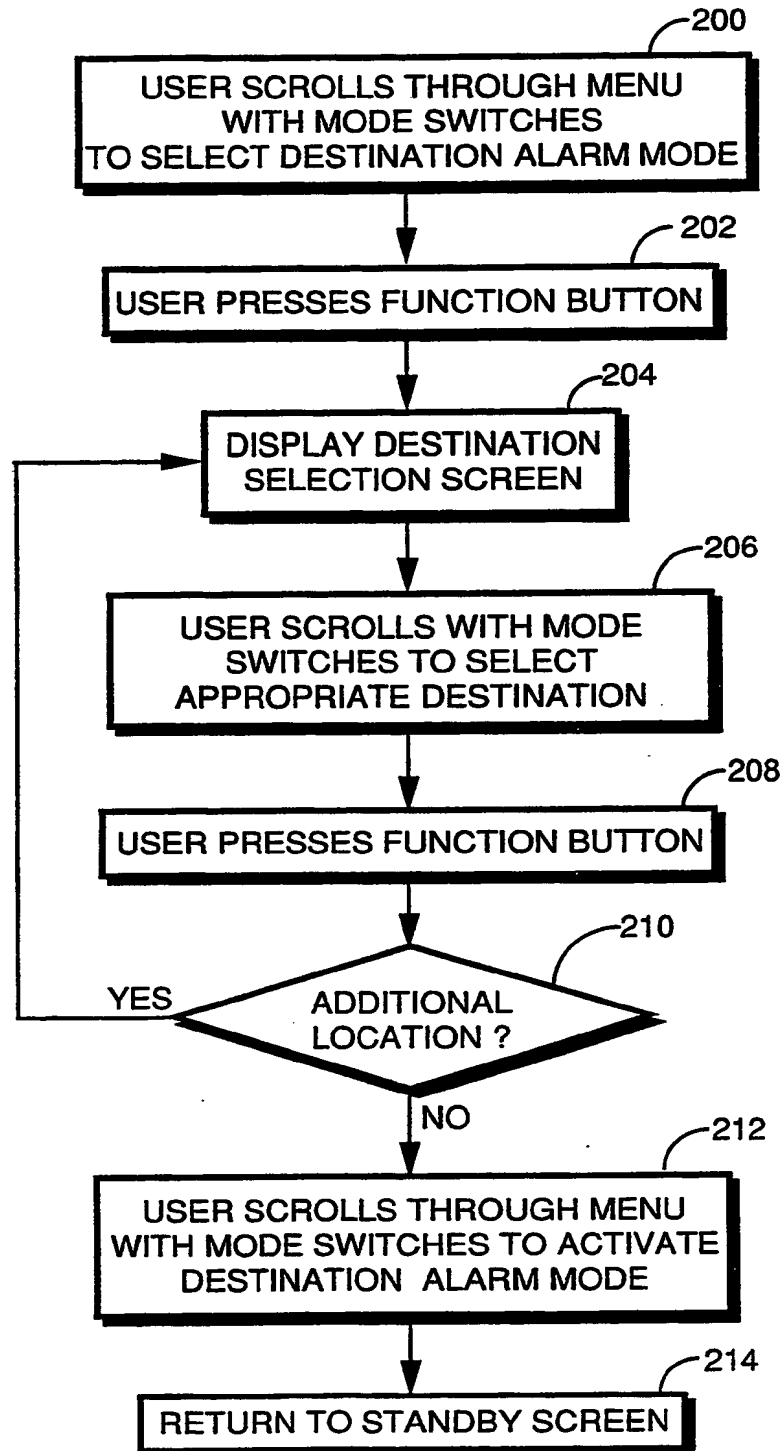 200
USER SCROLLS THROUGH MENU
WITH MODE SWITCHES
TO SELECT DESTINATION ALARM MODE
202
USER PRESSES FUNCTION BUTTON
204
DISPLAY DESTINATION
SELECTION SCREEN
206
USER SCROLLS WITH MODE
SWITCHES TO SELECT
APPROPRIATE DESTINATION
208
USER PRESSES FUNCTION BUTTON
210
YES
ADDITIONAL
LOCATION ?
NO
212
USER SCROLLS THROUGH MENU
WITH MODE SWITCHES TO ACTIVATE
DESTINATION ALARM MODE
214
RETURN TO STANDBY SCREEN